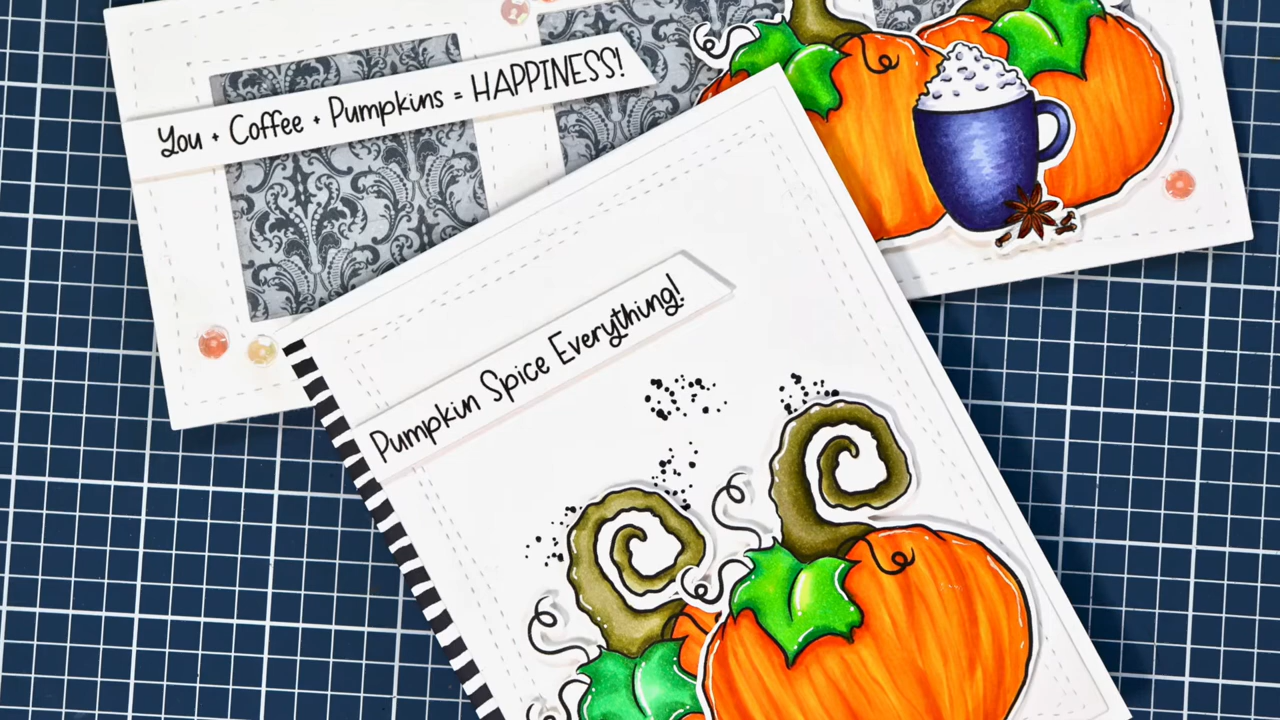 You + Coffee + Pumpkins = HAPPINESS!
Pumpkin Spice Everything!